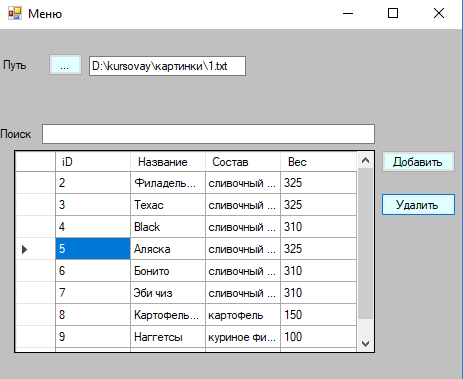 Меню
Путь ... D:\kursovay\картинки\1.txt
Поиск
iD Название Состав Вес
Добавить
2 Филадель... сливочный ... 325
3 Техас сливочный ... 325
Удалить
4 Black сливочный ... 310
5 Аляска сливочный ... 325
6 Бонито сливочный ... 310
7 Эби чиз сливочный ... 310
8 Картофель... картофель 150
9 Наггетсы куриное фи... 100